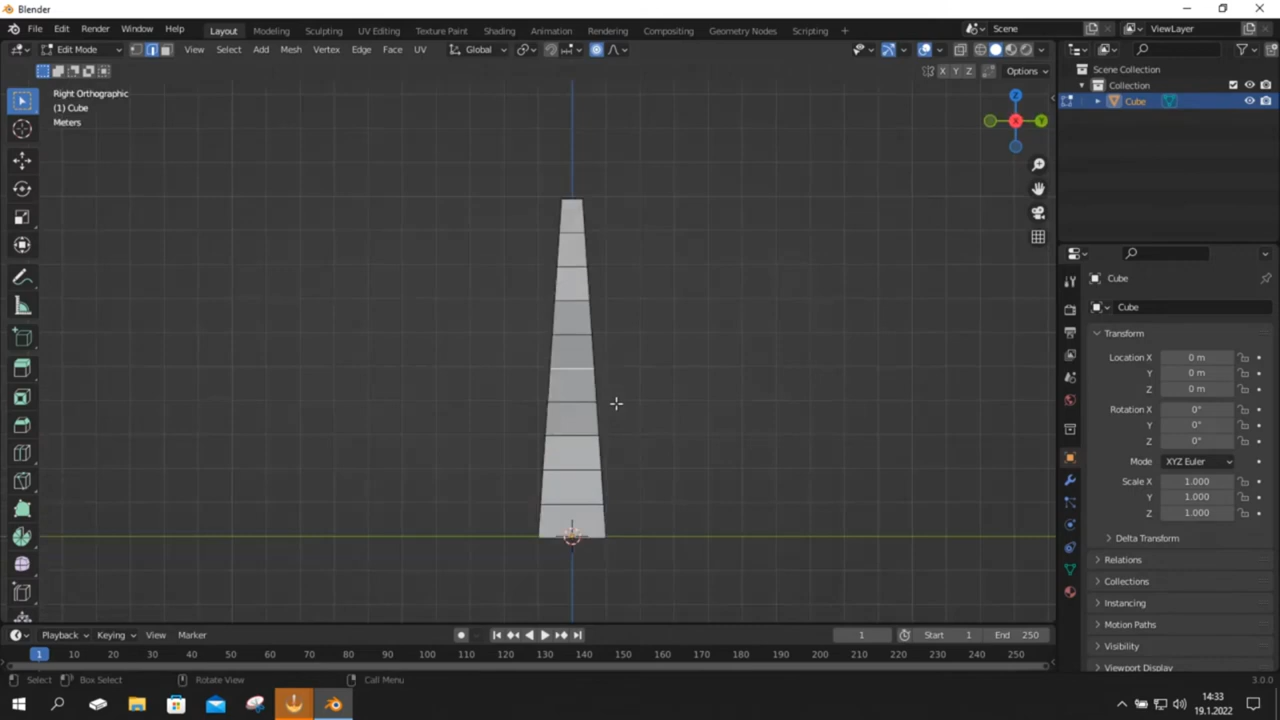 Blender
File Edit Render Window Help Layout Modeling Sculpting UV Editing Texture Paint Shading Animation Rendering Compositing Geometry Nodes Scripting + Scene ViewLayer
Edit Mode View Select Add Mesh Vertex Edge Face UV Global
X Y Z Options
Right Orthographic
(1) Cube
Meters
Z
X
Y
Scene Collection
Collection
Cube
Cube
Cube
Transform
Location X 0 m
Y 0 m
Z 0 m
Rotation X 0°
Y 0°
Z 0°
Mode XYZ Euler
Scale X 1.000
Y 1.000
Z 1.000
Delta Transform
Relations
Collections
Instancing
Motion Paths
Visibility
Viewport Display
Playback Keying View Marker 1 Start 1 End 250
1 10 20 30 40 50 60 70 80 90 100 110 120 130 140 150 160 170 180 190 200 210 220 230 240 250
Select Box Select Rotate View Call Menu 3.0.0
14:33
19.1.2022